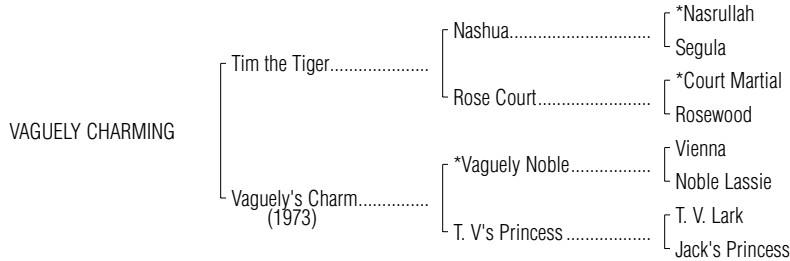 *Nasrullah
Nashua..............................
Segula
Tim the Tiger.....................
*Court Martial
Rose Court........................
Rosewood
VAGUELY CHARMING
Vienna
*Vaguely Noble.................
Noble Lassie
Vaguely's Charm...............
(1973)
T. V. Lark
T. V's Princess ..................
Jack's Princess